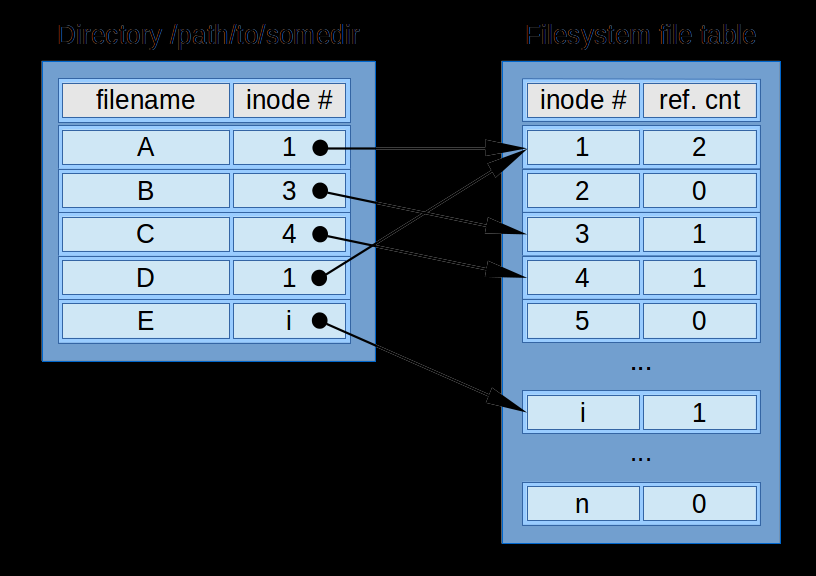 Directory /path/to/somedir
filename inode #
A 1
B 3
C 4
D 1
E i
Filesystem file table
inode # ref. cnt
1 2
2 0
3 1
4 1
5 0
...
i 1
...
n 0